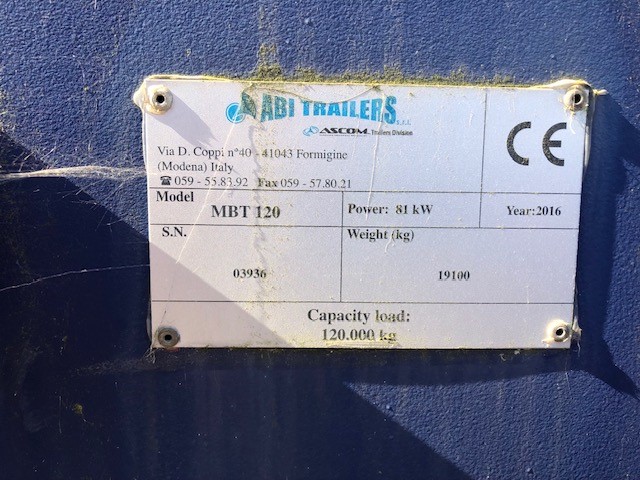 ABI TRAILERS s.r.l.
ASCOM Trailers Division
CE
Via D. Coppi n°40 - 41043 Formigine
(Modena) Italy
☎ 059 - 55.83.92 Fax 059 - 57.80.21
Model
MBT 120
Power: 81 kW
Year:2016
S.N.
03936
Weight (kg)
19100
Capacity load:
120.000 kg